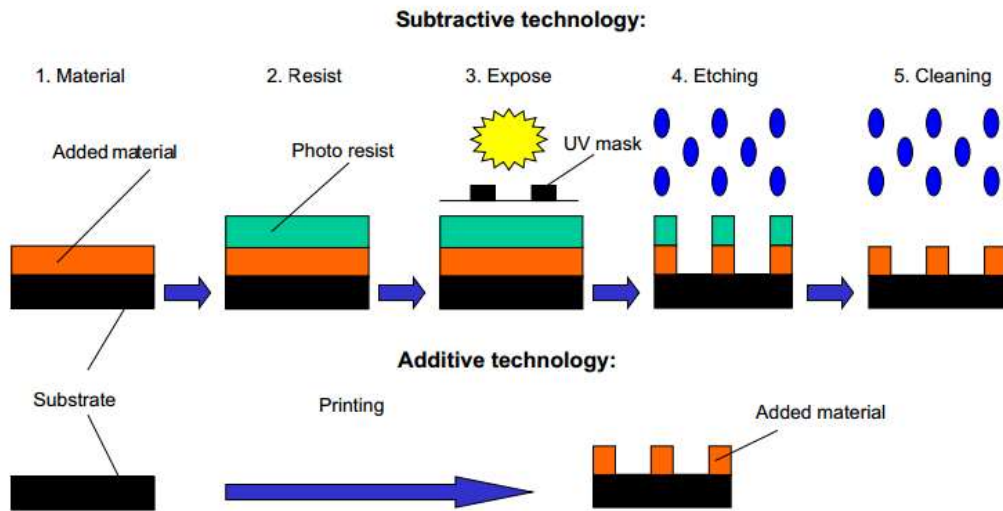 Subtractive technology:
1. Material
2. Resist
3. Expose
4. Etching
5. Cleaning
Added material
Photo resist
UV mask
Additive technology:
Substrate
Printing
Added material